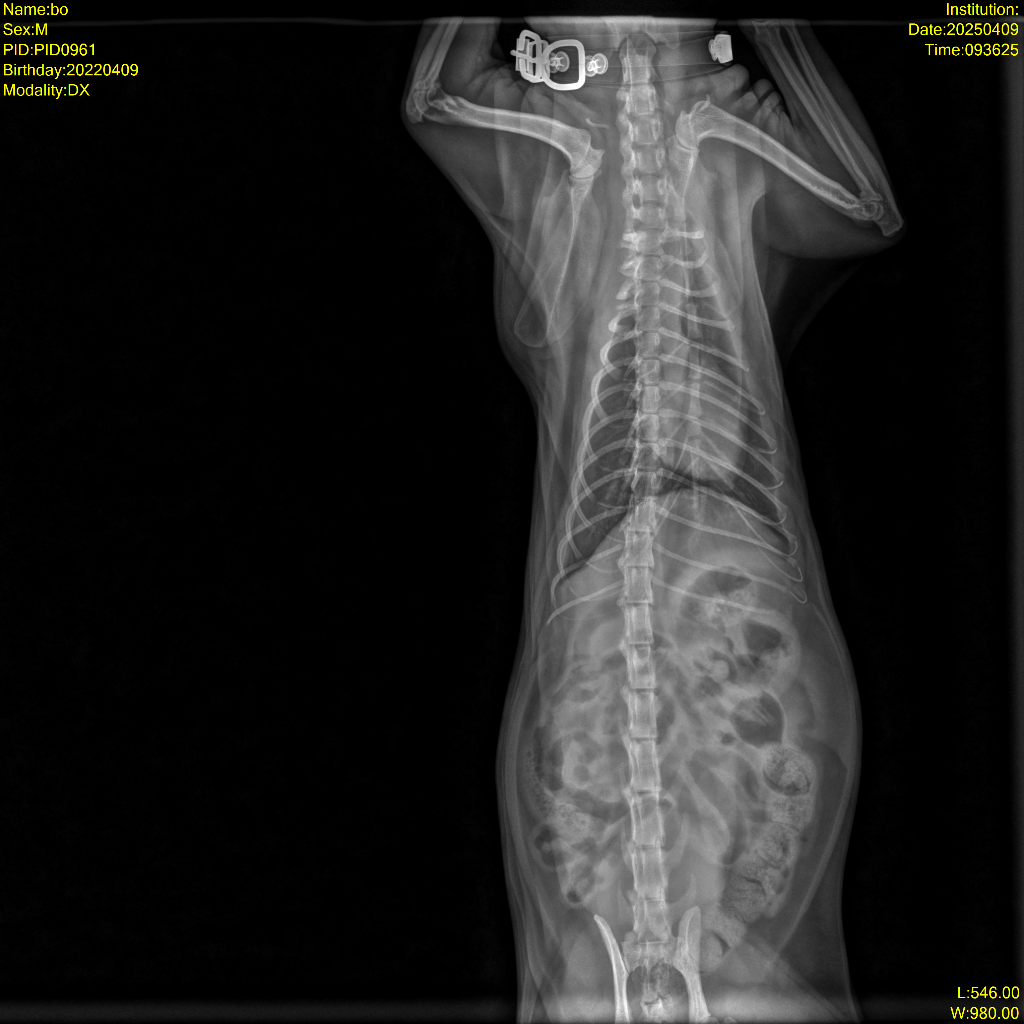 Name:bo
Sex:M
PID:PID0961
Birthday:20220409
Modality:DX
Institution:
Date:20250409
Time:093625
L:546.00
W:980.00